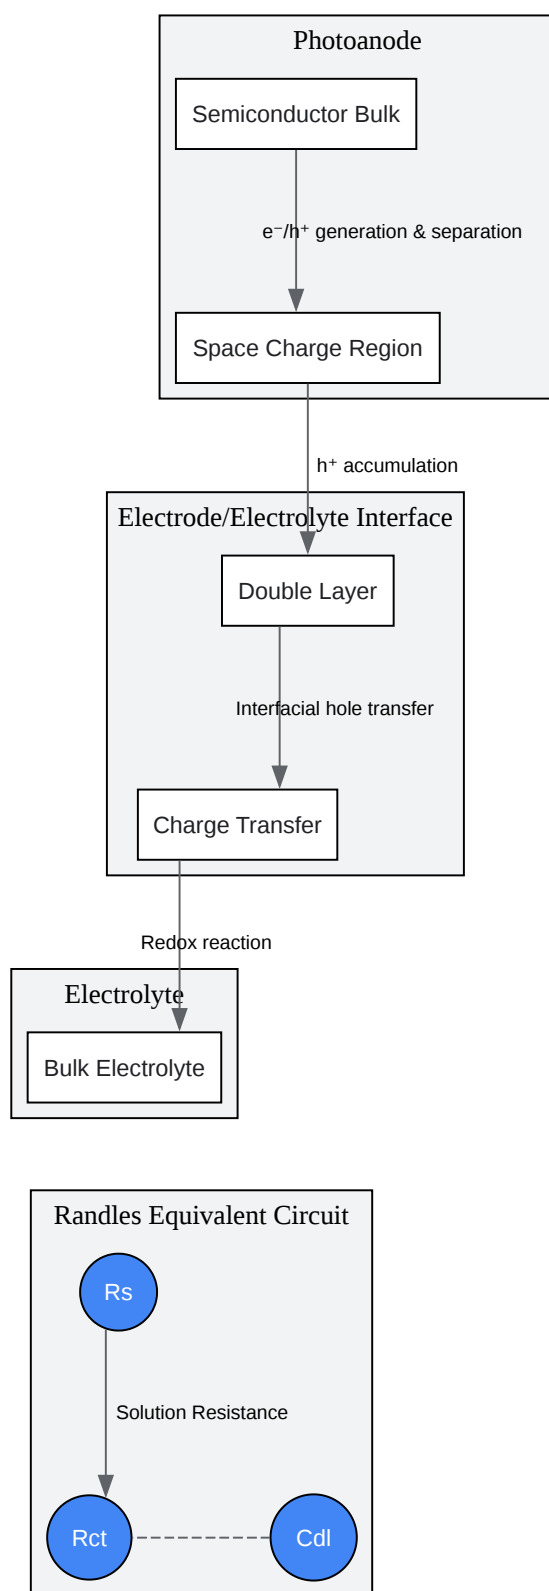 Photoanode
Semiconductor Bulk
e⁻/h⁺ generation & separation
Space Charge Region
h⁺ accumulation
Electrode/Electrolyte Interface
Double Layer
Interfacial hole transfer
Charge Transfer
Redox reaction
Electrolyte
Bulk Electrolyte
Randles Equivalent Circuit
Rs
Solution Resistance
Rct
Cdl